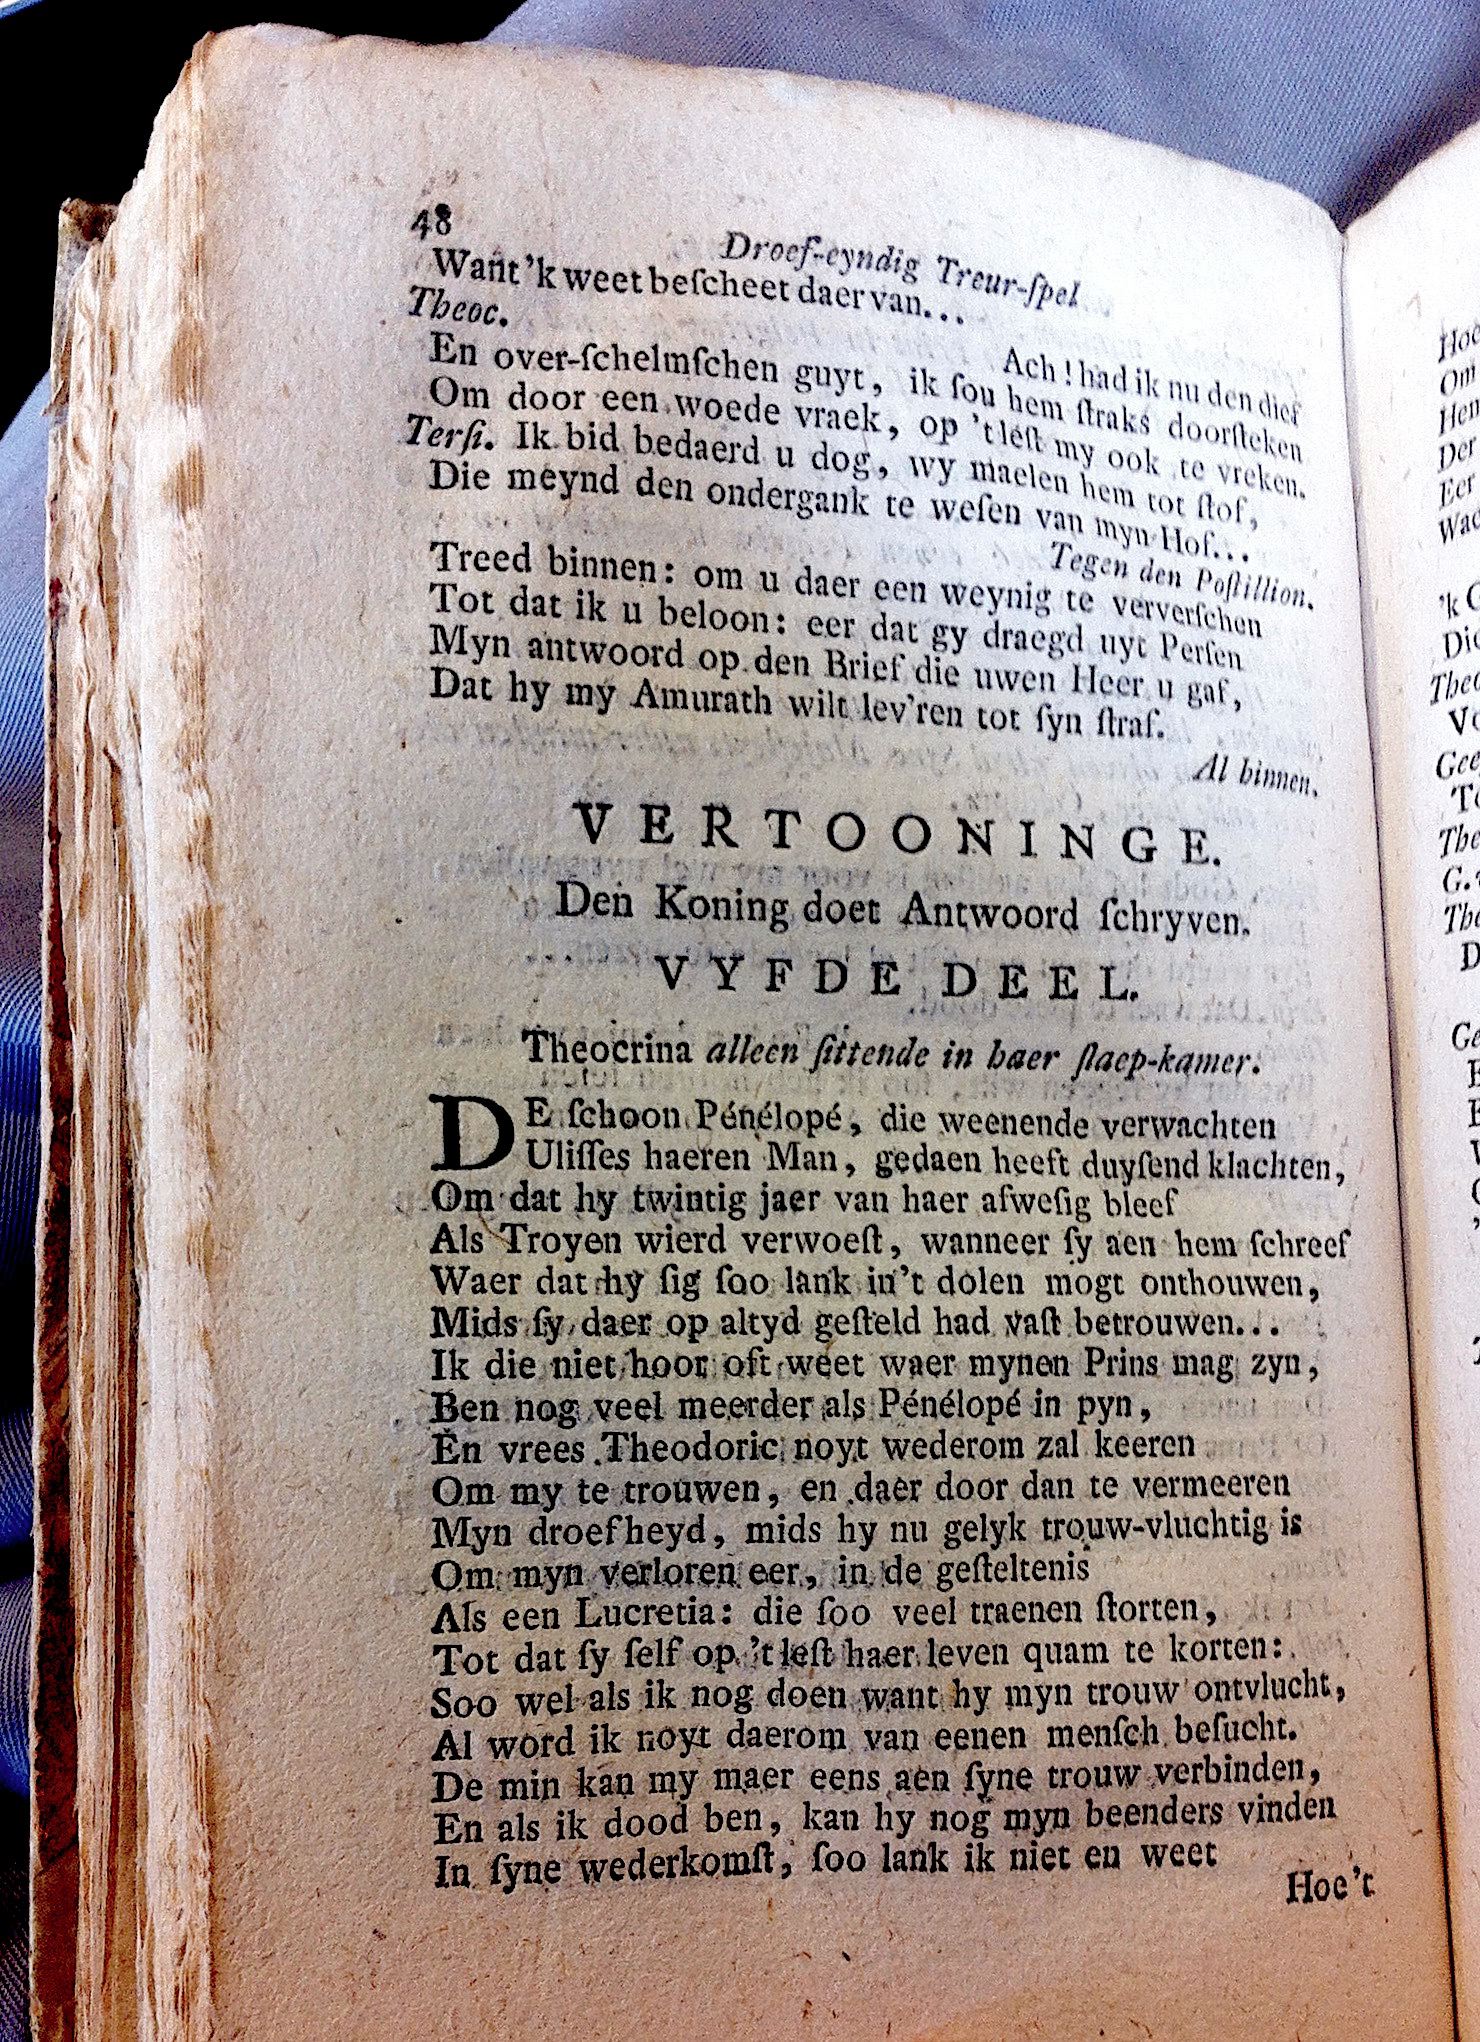 48
Droef-eyndig Treur-ſpel
Want 'k weet beſcheet daer van...
Theoc.
Ach! had ik nu den dief
En over-ſchelmſchen guyt, ik ſou hem ſtraks doorſteken
Om door een woede vraek, op 't leſt my ook te vreken.
Terſi. Ik bid bedaerd u dog, wy maelen hem tot ſtof,
Die meynd den ondergank te weſen van myn Hof...
Tegen den Poſtillion.
Treed binnen: om u daer een weynig te ververſchen
Tot dat ik u beloon: eer dat gy draegd uyt Perſen
Myn antwoord op den Brief die uwen Heer u gaf,
Dat hy my Amurath wilt lev'ren tot ſyn ſtraf.
Al binnen.
VERTOONINGE.
Den Koning doet Antwoord ſchryven.
VYFDE DEEL.
Theocrina alleen ſittende in haer ſlaep-kamer.
DE ſchoon Pénélopé, die weenende verwachten
Uliſſes haeren Man, gedaen heeft duyſend klachten,
Om dat hy twintig jaer van haer afweſig bleef
Als Troyen wierd verwoeſt, wanneer ſy aen hem ſchreef
Waer dat hy ſig ſoo lank in't dolen mogt onthouwen,
Mids ſy daer op altyd geſteld had vaſt betrouwen...
Ik die niet hoor oft weet waer mynen Prins mag zyn,
Ben nog veel meerder als Pénélopé in pyn,
En vrees Theodoric noyt wederom zal keeren
Om my te trouwen, en daer door dan te vermeeren
Myn droefheyd, mids hy nu gelyk trouw-vluchtig is
Om myn verloren eer, in de geſteltenis
Als een Lucretia: die ſoo veel traenen ſtorten,
Tot dat ſy ſelf op 't leſt haer leven quam te korten:
Soo wel als ik nog doen want hy myn trouw ontvlucht,
Al word ik noyt daerom van eenen menſch beſucht.
De min kan my maer eens aen ſyne trouw verbinden,
En als ik dood ben, kan hy nog myn beenders vinden
In ſyne wederkomſt, ſoo lank ik niet en weet
Hoe't